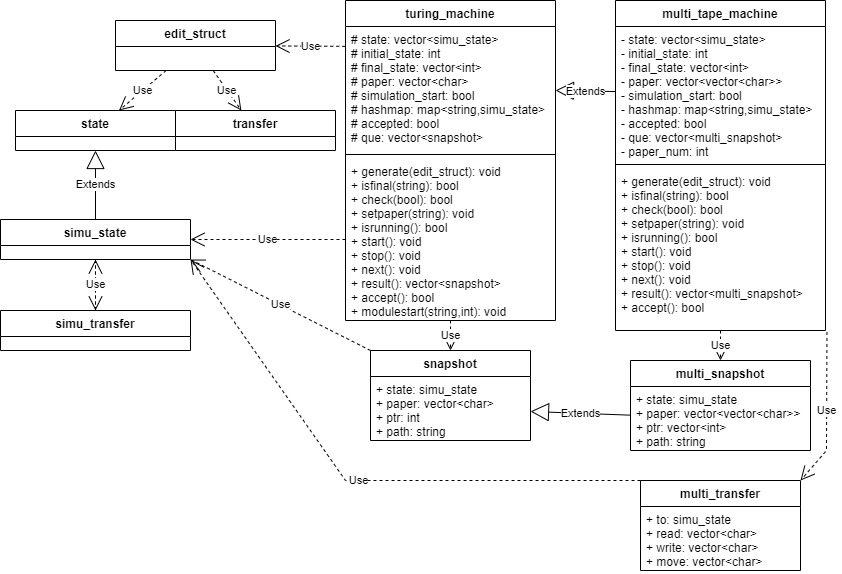 edit_struct
Use
Use
Use
state
transfer
Extends
simu_state
Use
simu_transfer
turing_machine
# state: vector<simu_state>
# initial_state: int
# final_state: vector<int>
# paper: vector<char>
# simulation_start: bool
# hashmap: map<string,simu_state>
# accepted: bool
# que: vector<snapshot>
+ generate(edit_struct): void
+ isfinal(string): bool
+ check(bool): bool
+ setpaper(string): void
+ isrunning(): bool
+ start(): void
+ stop(): void
+ next(): void
+ result(): vector<snapshot>
+ accept(): bool
+ modulestart(string,int): void
Extends
multi_tape_machine
- state: vector<simu_state>
- initial_state: int
- final_state: vector<int>
- paper: vector<vector<char>>
- simulation_start: bool
- hashmap: map<string,simu_state>
- accepted: bool
- que: vector<multi_snapshot>
- paper_num: int
+ generate(edit_struct): void
+ isfinal(string): bool
+ check(bool): bool
+ setpaper(string): void
+ isrunning(): bool
+ start(): void
+ stop(): void
+ next(): void
+ result(): vector<multi_snapshot>
+ accept(): bool
Use
Use
Use
Use
snapshot
+ state: simu_state
+ paper: vector<char>
+ ptr: int
+ path: string
Extends
multi_snapshot
+ state: simu_state
+ paper: vector<vector<char>>
+ ptr: vector<int>
+ path: string
Use
Use
multi_transfer
+ to: simu_state
+ read: vector<char>
+ write: vector<char>
+ move: vector<char>